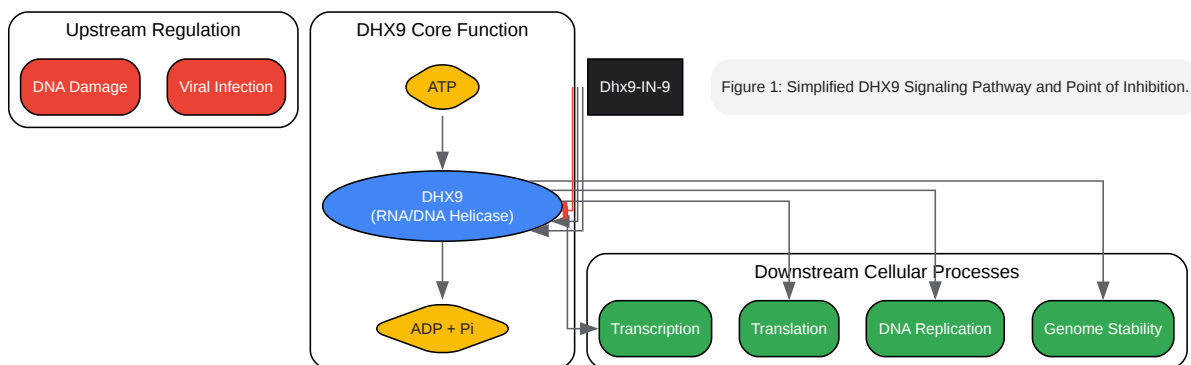 Upstream Regulation
DNA Damage
Viral Infection
DHX9 Core Function
ATP
DHX9
(RNA/DNA Helicase)
ADP + Pi
Dhx9-IN-9
Figure 1: Simplified DHX9 Signaling Pathway and Point of Inhibition.
Downstream Cellular Processes
Transcription
Translation
DNA Replication
Genome Stability